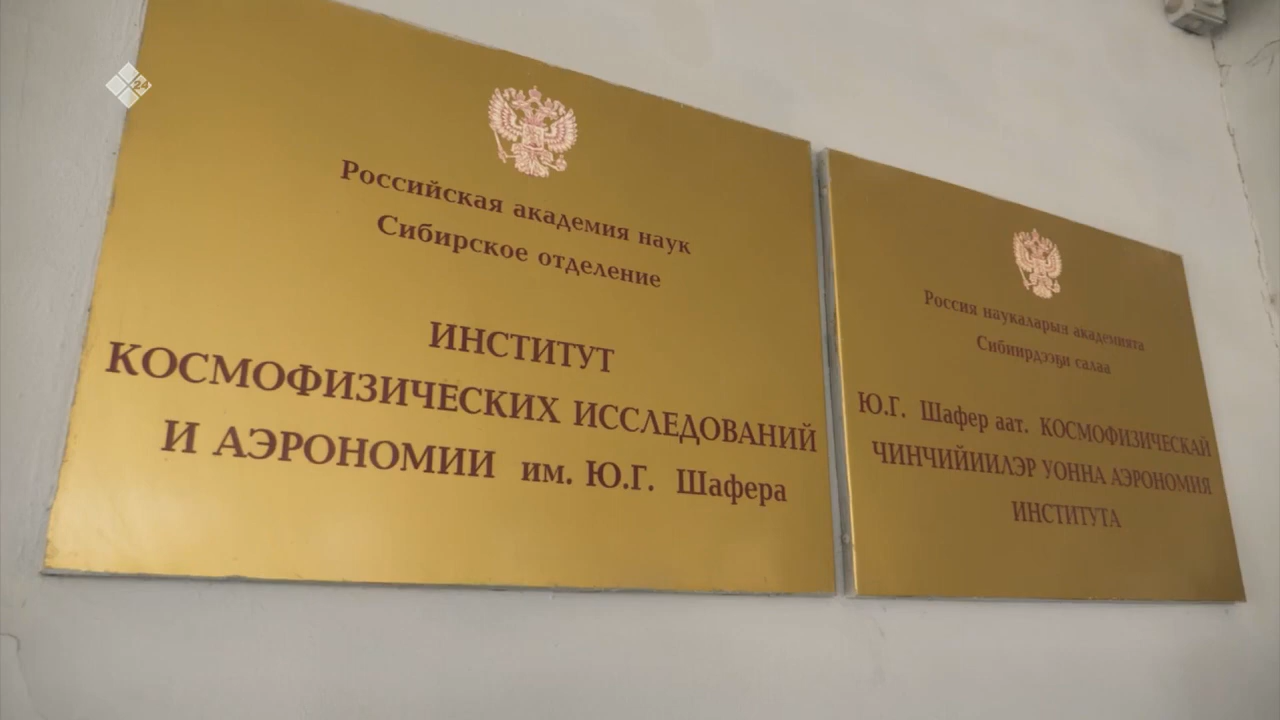 24
Российская академия наук
Сибирское отделение
ИНСТИТУТ
КОСМОФИЗИЧЕСКИХ ИССЛЕДОВАНИЙ
И АЭРОНОМИИ им. Ю.Г. Шафера
Россия наукаларын академията
Сибиирдээҕи салаа
Ю.Г. Шафер аат. КОСМОФИЗИЧЕСКАЙ
ЧИНЧИЙИИЛЭР УОННА АЭРОНОМИЯ
ИНСТИТУТА